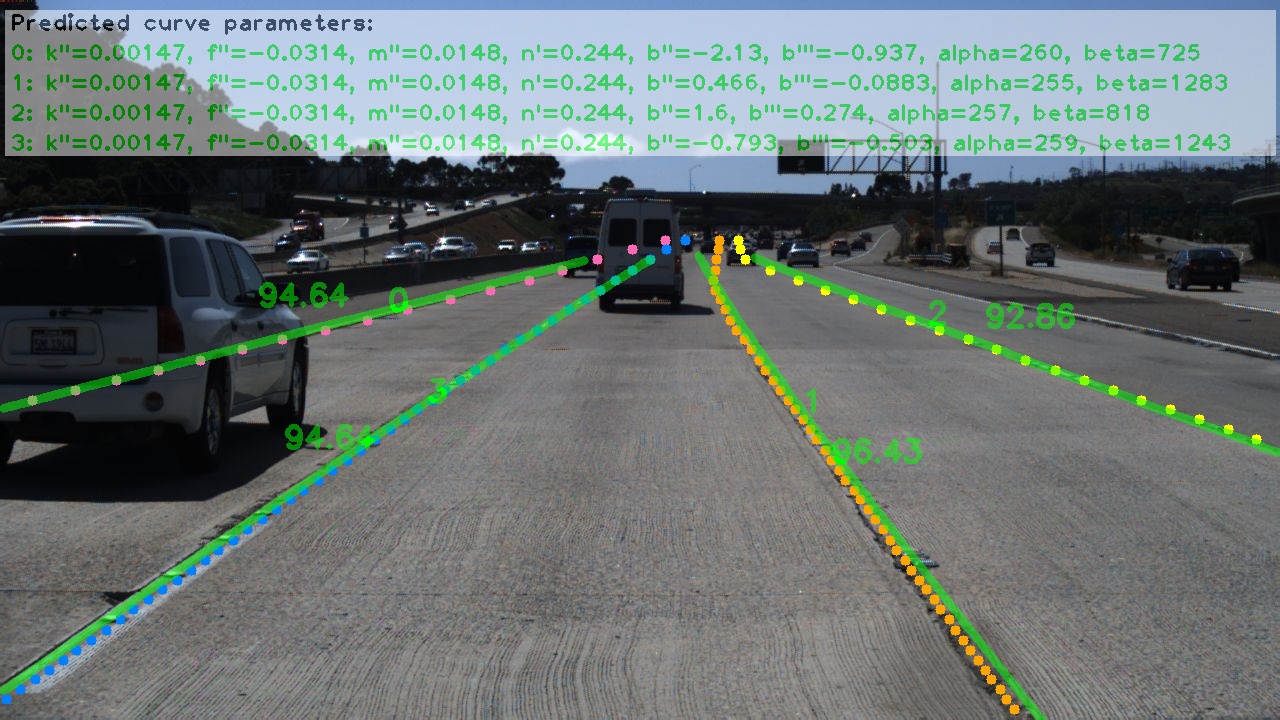 Predicted curve parameters:
0: k"=0.00147, f"=-0.0314, m"=0.0148, n'=0.244, b"=-2.13, b'''=-0.937, alpha=260, beta=725
1: k"=0.00147, f"=-0.0314, m"=0.0148, n'=0.244, b"=0.466, b'''=-0.0883, alpha=255, beta=1283
2: k"=0.00147, f"=-0.0314, m"=0.0148, n'=0.244, b"=1.6, b'''=0.274, alpha=257, beta=818
3: k"=0.00147, f"=-0.0314, m"=0.0148, n'=0.244, b"=-0.793, b'''=-0.503, alpha=259, beta=1243
94.64 0
2 92.86
3 1
94.64 96.43